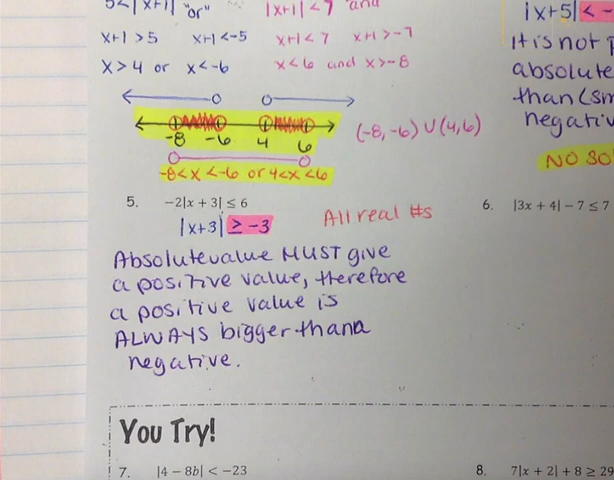 5 < |x+1| "or" |x+1| < 7 and
x+1 > 5 x+1 < -5 x+1 < 7 x+1 > -7
x > 4 or x < -6 x < 6 and x > -8
-8 -6 4 6 (-8,-6) U (4,6)
-8 < x < -6 or 4 < x < 6
|x+5| < -
It is not p
absolute
than (sm
negativ
NO SO
5. -2|x + 3| ≤ 6
|x+3| ≥ -3 All real #s
Absolute value MUST give
a positive value, therefore
a positive value is
ALWAYS bigger than a
negative.
6. |3x + 4| - 7 ≤ 7
You Try!
7. |4 - 8b| < -23
8. 7|x + 2| + 8 ≥ 29